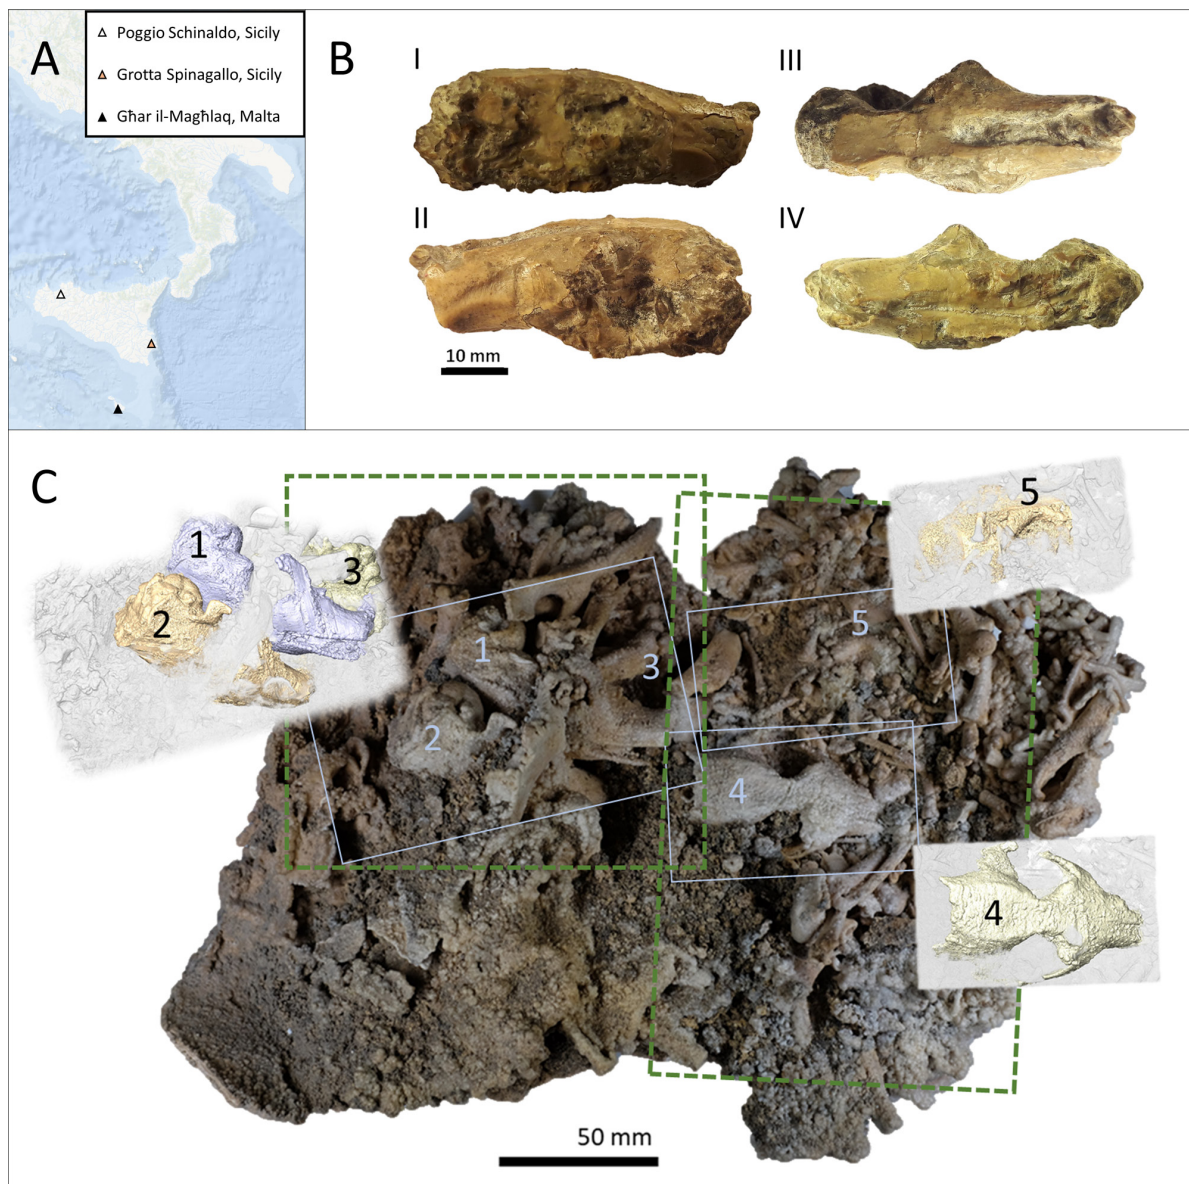 A
Poggio Schinaldo, Sicily
Grotta Spinagallo, Sicily
Għar il-Magħlaq, Malta
B
I
III
II
IV
10 mm
C
1
2
3
5
1
2
3
5
4
4
50 mm